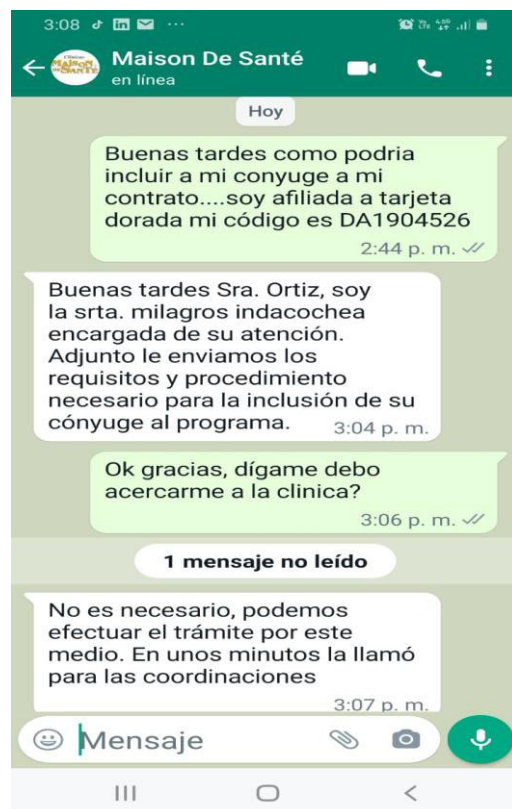 3:08
Maison De Santé
en línea
Hoy
Buenas tardes como podria
incluir a mi conyuge a mi
contrato....soy afiliada a tarjeta
dorada mi código es DA1904526
2:44 p. m.
Buenas tardes Sra. Ortiz, soy
la srta. milagros indacochea
encargada de su atención.
Adjunto le enviamos los
requisitos y procedimiento
necesario para la inclusión de su
cónyuge al programa.
3:04 p. m.
Ok gracias, dígame debo
acercarme a la clinica?
3:06 p. m.
1 mensaje no leído
No es necesario, podemos
efectuar el trámite por este
medio. En unos minutos la llamó
para las coordinaciones
3:07 p. m.
Mensaje